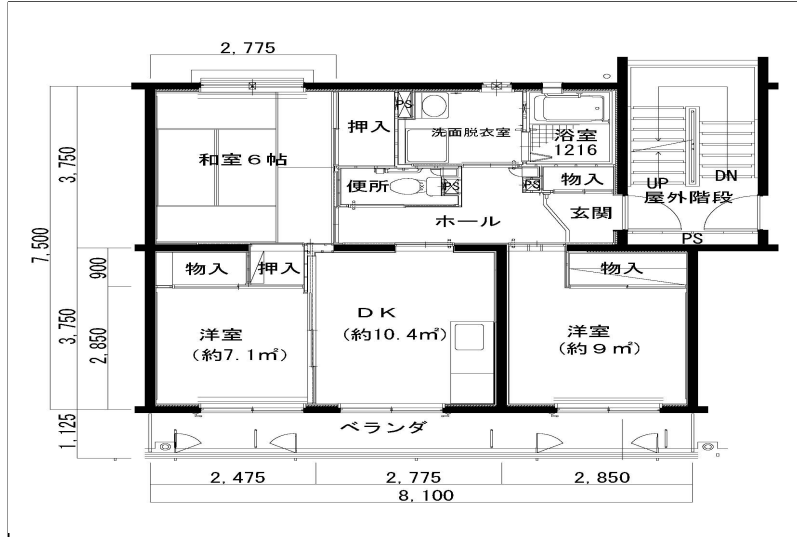 2,775
押入
PS
洗面脱衣室
浴室
1216
和室6帖
物入
便所
PS
PS
UP
DN
屋外階段
玄関
ホール
PS
3,750
7,500
900
3,750
2,850
1,125
物入
押入
物入
DK
(約10.4㎡)
洋室
(約7.1㎡)
洋室
(約9㎡)
ベランダ
2,475
2,775
2,850
8,100